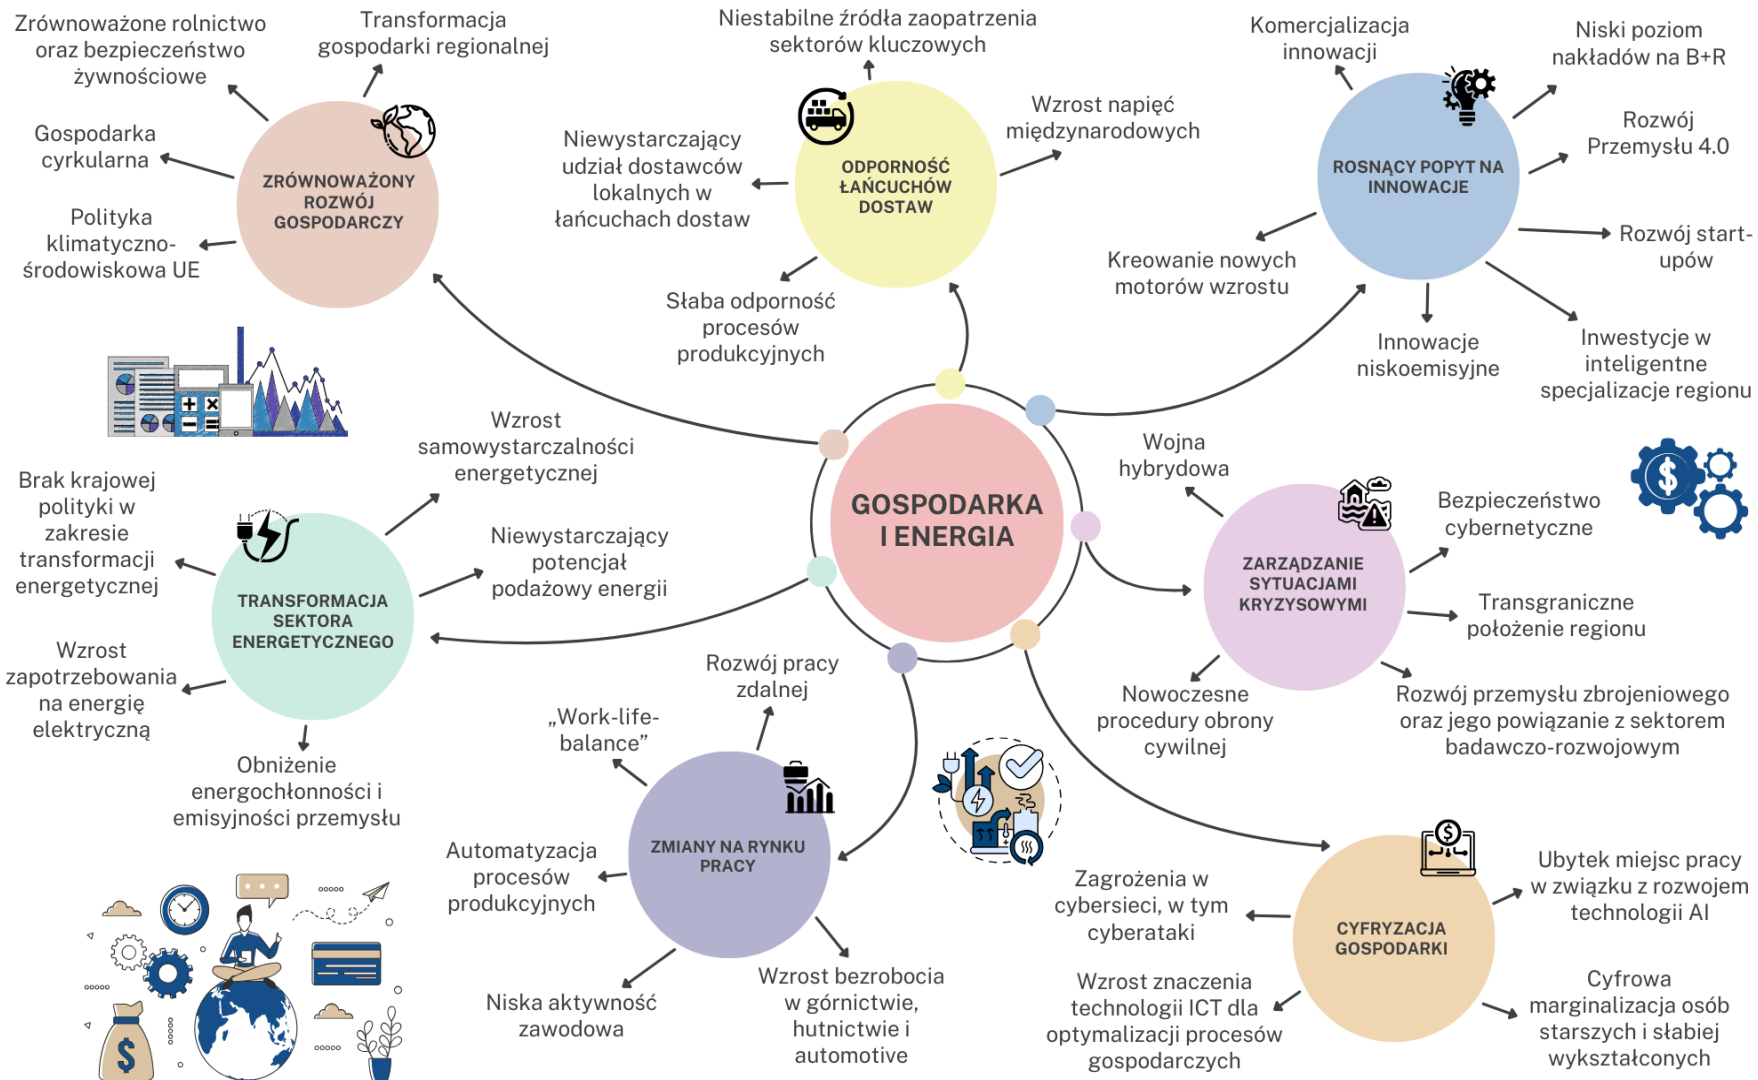 Zrównoważone rolnictwo
oraz bezpieczeństwo
żywnościowe
Transformacja
gospodarki regionalnej
Gospodarka
cyrkularna
Polityka
klimatyczno-
środowiskowa UE
ZRÓWNOWAŻONY
ROZWÓJ
GOSPODARCZY
Niestabilne źródła zaopatrzenia
sektorów kluczowych
Wzrost napięć
międzynarodowych
Niewystarczający
udział dostawców
lokalnych w
łańcuchach dostaw
Słaba odporność
procesów
produkcyjnych
ODPORNOŚĆ
ŁAŃCUCHÓW
DOSTAW
Komercjalizacja
innowacji
Niski poziom
nakładów na B+R
Rozwój
Przemysłu 4.0
Rozwój start-
upów
Inwestycje w
inteligentne
specjalizacje regionu
Innowacje
niskoemisyjne
Kreowanie nowych
motorów wzrostu
ROSNĄCY POPYT NA
INNOWACJE
GOSPODARKA
I ENERGIA
Wzrost
samowystarczalności
energetycznej
Brak krajowej
polityki w
zakresie
transformacji
energetycznej
Niewystarczający
potencjał
podażowy energii
Wzrost
zapotrzebowania
na energię
elektryczną
Obniżenie
energochłonności i
emisyjności przemysłu
TRANSFORMACJA
SEKTORA
ENERGETYCZNEGO
Wojna
hybrydowa
Bezpieczeństwo
cybernetyczne
Transgraniczne
położenie regionu
Rozwój przemysłu zbrojeniowego
oraz jego powiązanie z sektorem
badawczo-rozwojowym
Nowoczesne
procedury obrony
cywilnej
ZARZĄDZANIE
SYTUACJAMI
KRYZYSOWYMI
Rozwój pracy
zdalnej
„Work-life-
balance”
Automatyzacja
procesów
produkcyjnych
Niska aktywność
zawodowa
Wzrost bezrobocia
w górnictwie,
hutnictwie i
automotive
ZMIANY NA RYNKU
PRACY
Zagrożenia w
cybersieci, w tym
cyberataki
Wzrost znaczenia
technologii ICT dla
optymalizacji procesów
gospodarczych
Ubytek miejsc pracy
w związku z rozwojem
technologii AI
Cyfrowa
marginalizacja osób
starszych i słabiej
wykształconych
CYFRYZACJA
GOSPODARKI